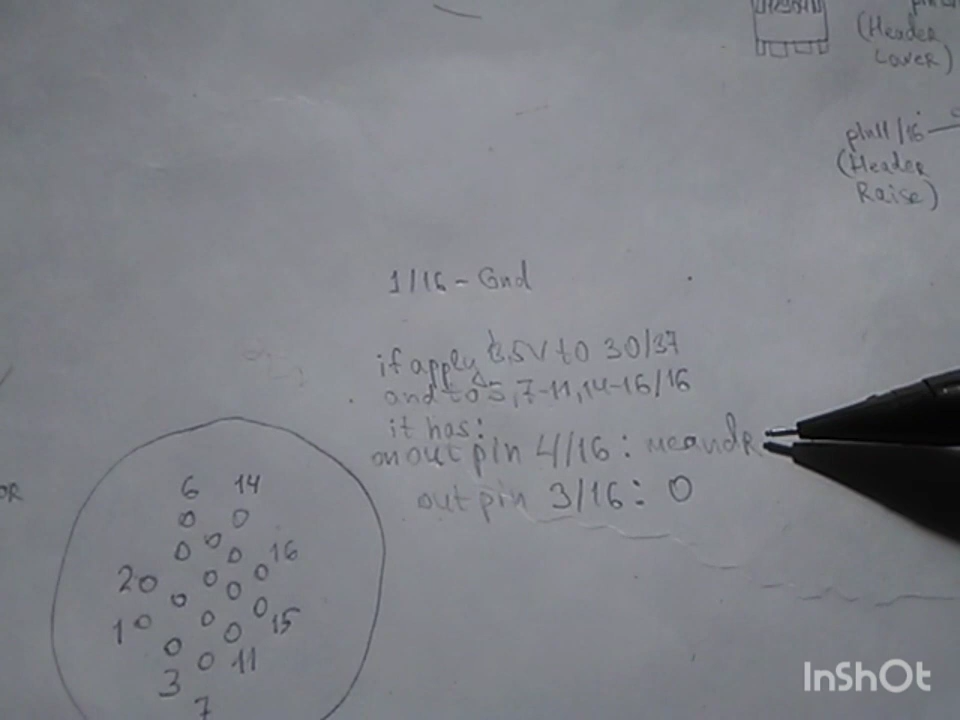 (Header
Lower)
pin11/16
(Header
Raise)
1/16 - Gnd
if apply 3,5V to 30/37
and to 5,7-11,14-16/16
it has:
on out pin 4/16: meandR
out pin 3/16: 0
OR
6 14
16
2
1
15
11
3
7
InShOt